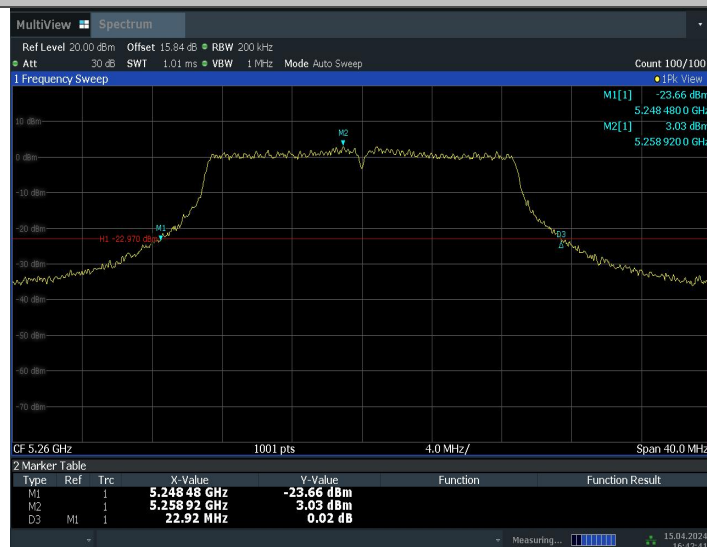 MultiView Spectrum
Ref Level 20.00 dBm Offset 15.84 dB RBW 200 kHz
Att 30 dB SWT 1.01 ms VBW 1 MHz Mode Auto Sweep Count 100/100
1 Frequency Sweep 1Pk View
M1[1] -23.66 dBm
5.248 480 0 GHz
M2[1] 3.03 dBm
5.258 920 0 GHz
10 dBm
M2
0 dBm
-10 dBm
-20 dBm
M1
H1 -22.970 dBm
D3
-30 dBm
-40 dBm
-50 dBm
-60 dBm
-70 dBm
CF 5.26 GHz 1001 pts 4.0 MHz/ Span 40.0 MHz
2 Marker Table
Type Ref Trc X-Value Y-Value Function Function Result
M1 1 5.248 48 GHz -23.66 dBm
M2 1 5.258 92 GHz 3.03 dBm
D3 M1 1 22.92 MHz 0.02 dB
Measuring... 15.04.2024
16:42:41